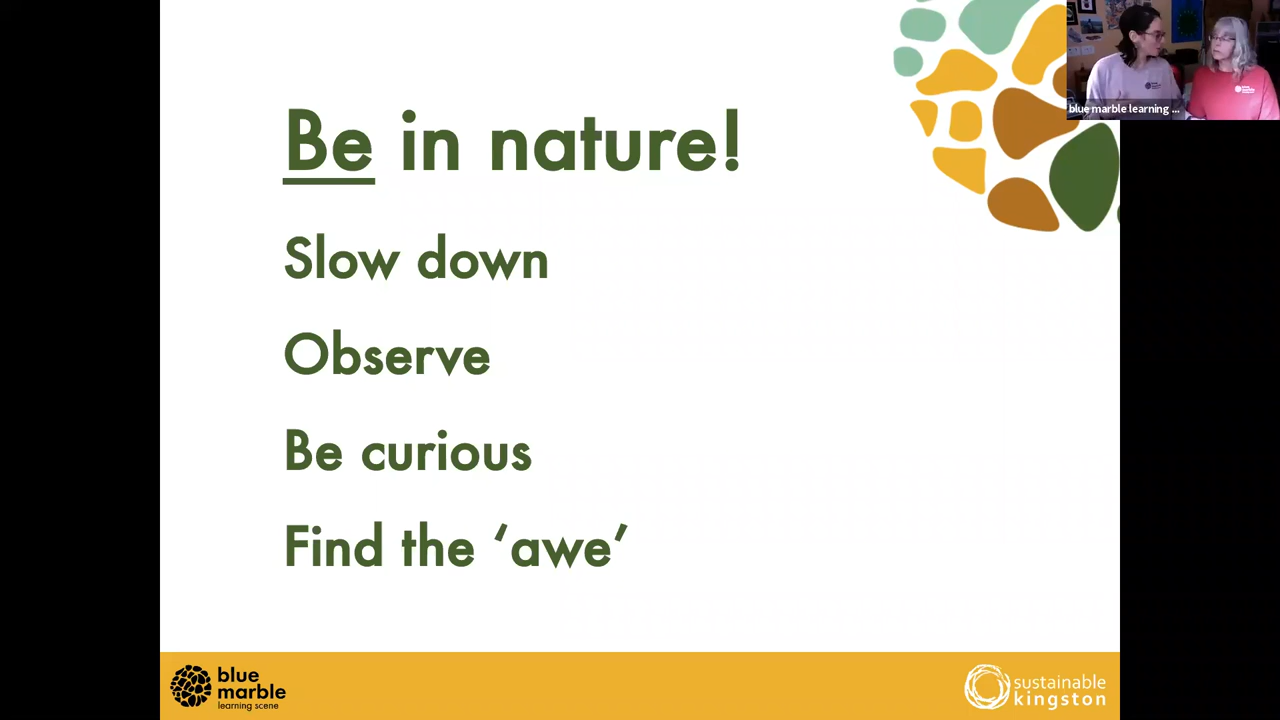 Be in nature!
Slow down
Observe
Be curious
Find the ‘awe’
blue marble learning ...
blue
marble
learning scene
sustainable
kingston